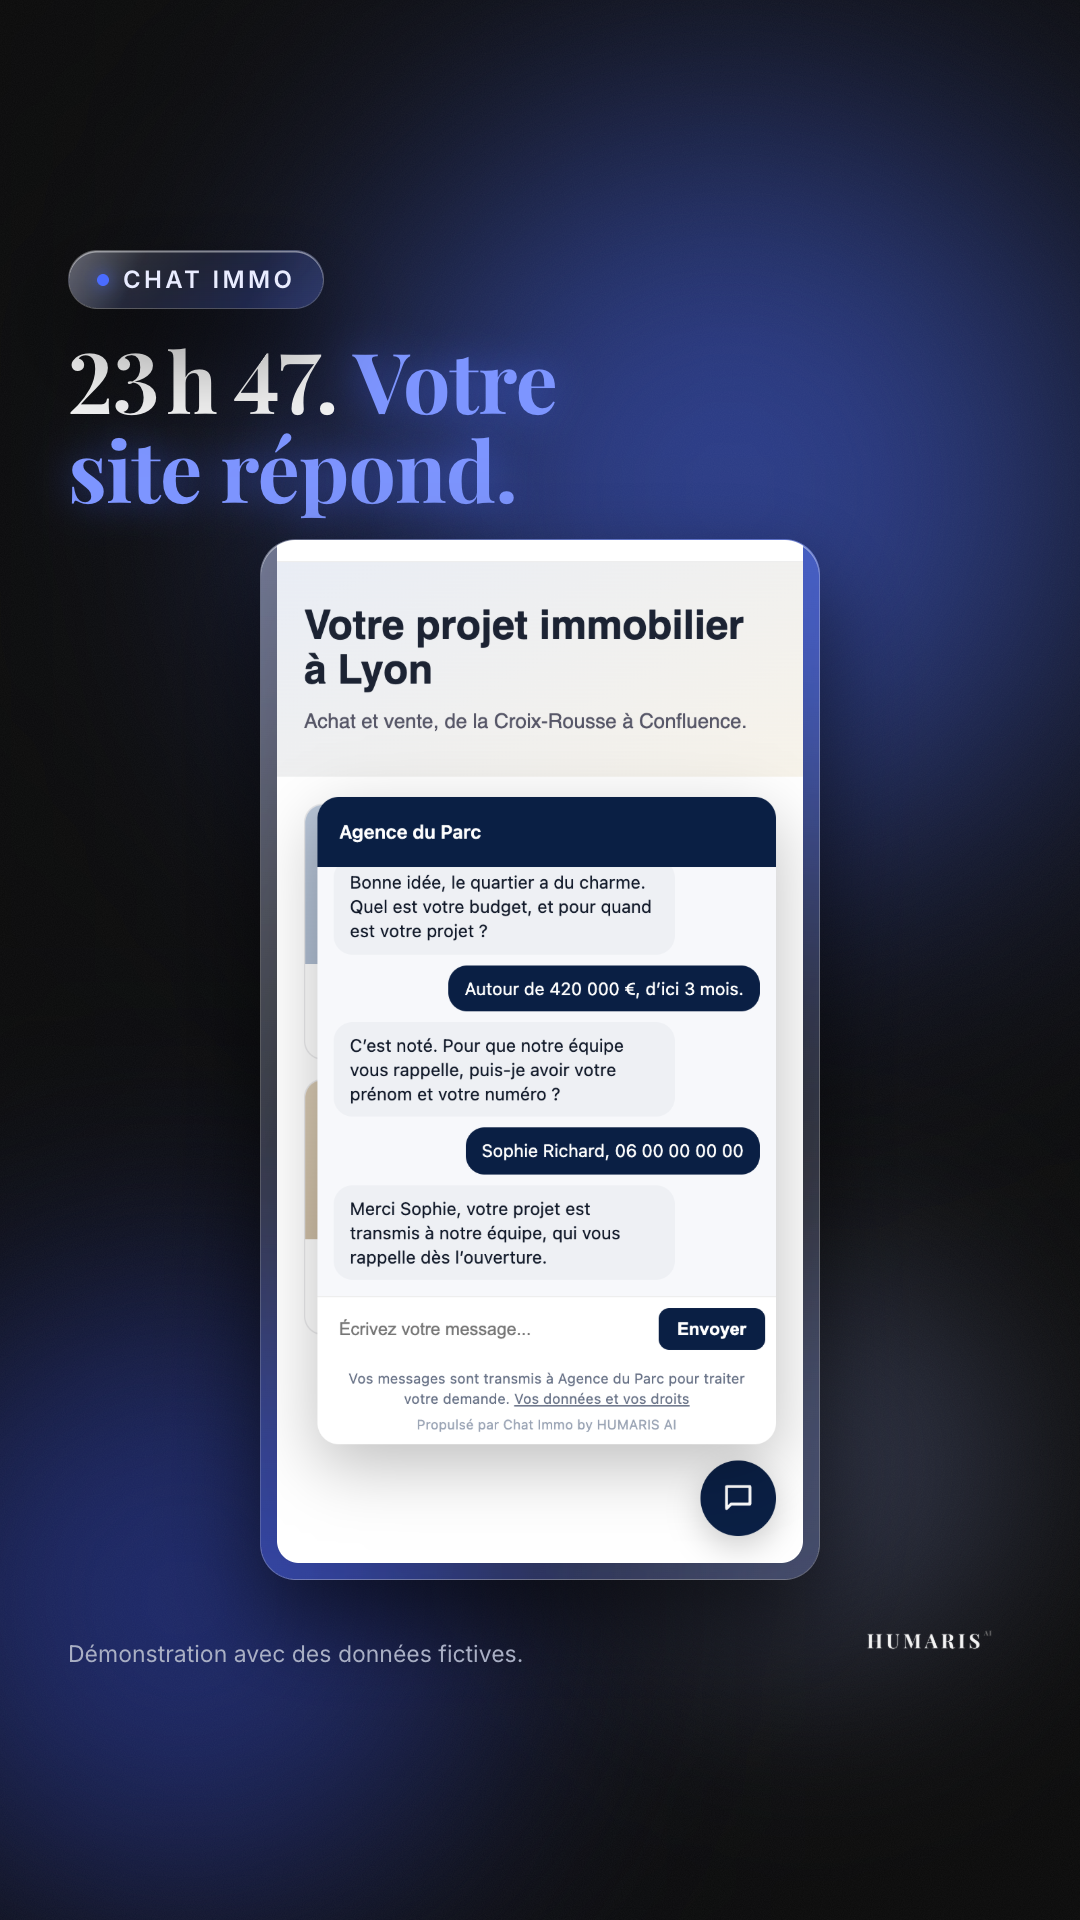 CHAT IMMO
23 h 47. Votre
site répond.
Votre projet immobilier
à Lyon
Achat et vente, de la Croix-Rousse à Confluence.
Agence du Parc
Bonne idée, le quartier a du charme.
Quel est votre budget, et pour quand
est votre projet ?
Autour de 420 000 €, d’ici 3 mois.
C’est noté. Pour que notre équipe
vous rappelle, puis-je avoir votre
prénom et votre numéro ?
Sophie Richard, 06 00 00 00 00
Merci Sophie, votre projet est
transmis à notre équipe, qui vous
rappelle dès l’ouverture.
Écrivez votre message...
Envoyer
Vos messages sont transmis à Agence du Parc pour traiter
votre demande. Vos données et vos droits
Propulsé par Chat Immo by HUMARIS AI
Démonstration avec des données fictives.
HUMARIS AI